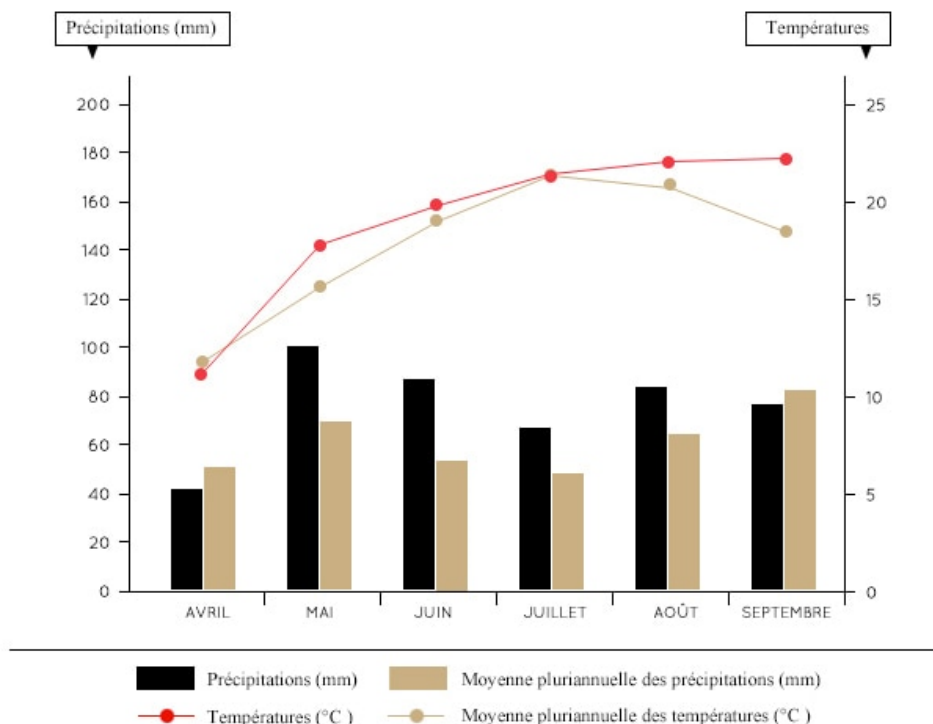 Précipitations (mm)
Températures
200
180
160
140
120
100
80
60
40
20
0
25
20
15
10
5
0
AVRIL
MAI
JUIN
JUILLET
AOÛT
SEPTEMBRE
Précipitations (mm)
Moyenne pluriannuelle des précipitations (mm)
Températures (°C )
Moyenne pluriannuelle des températures (°C )